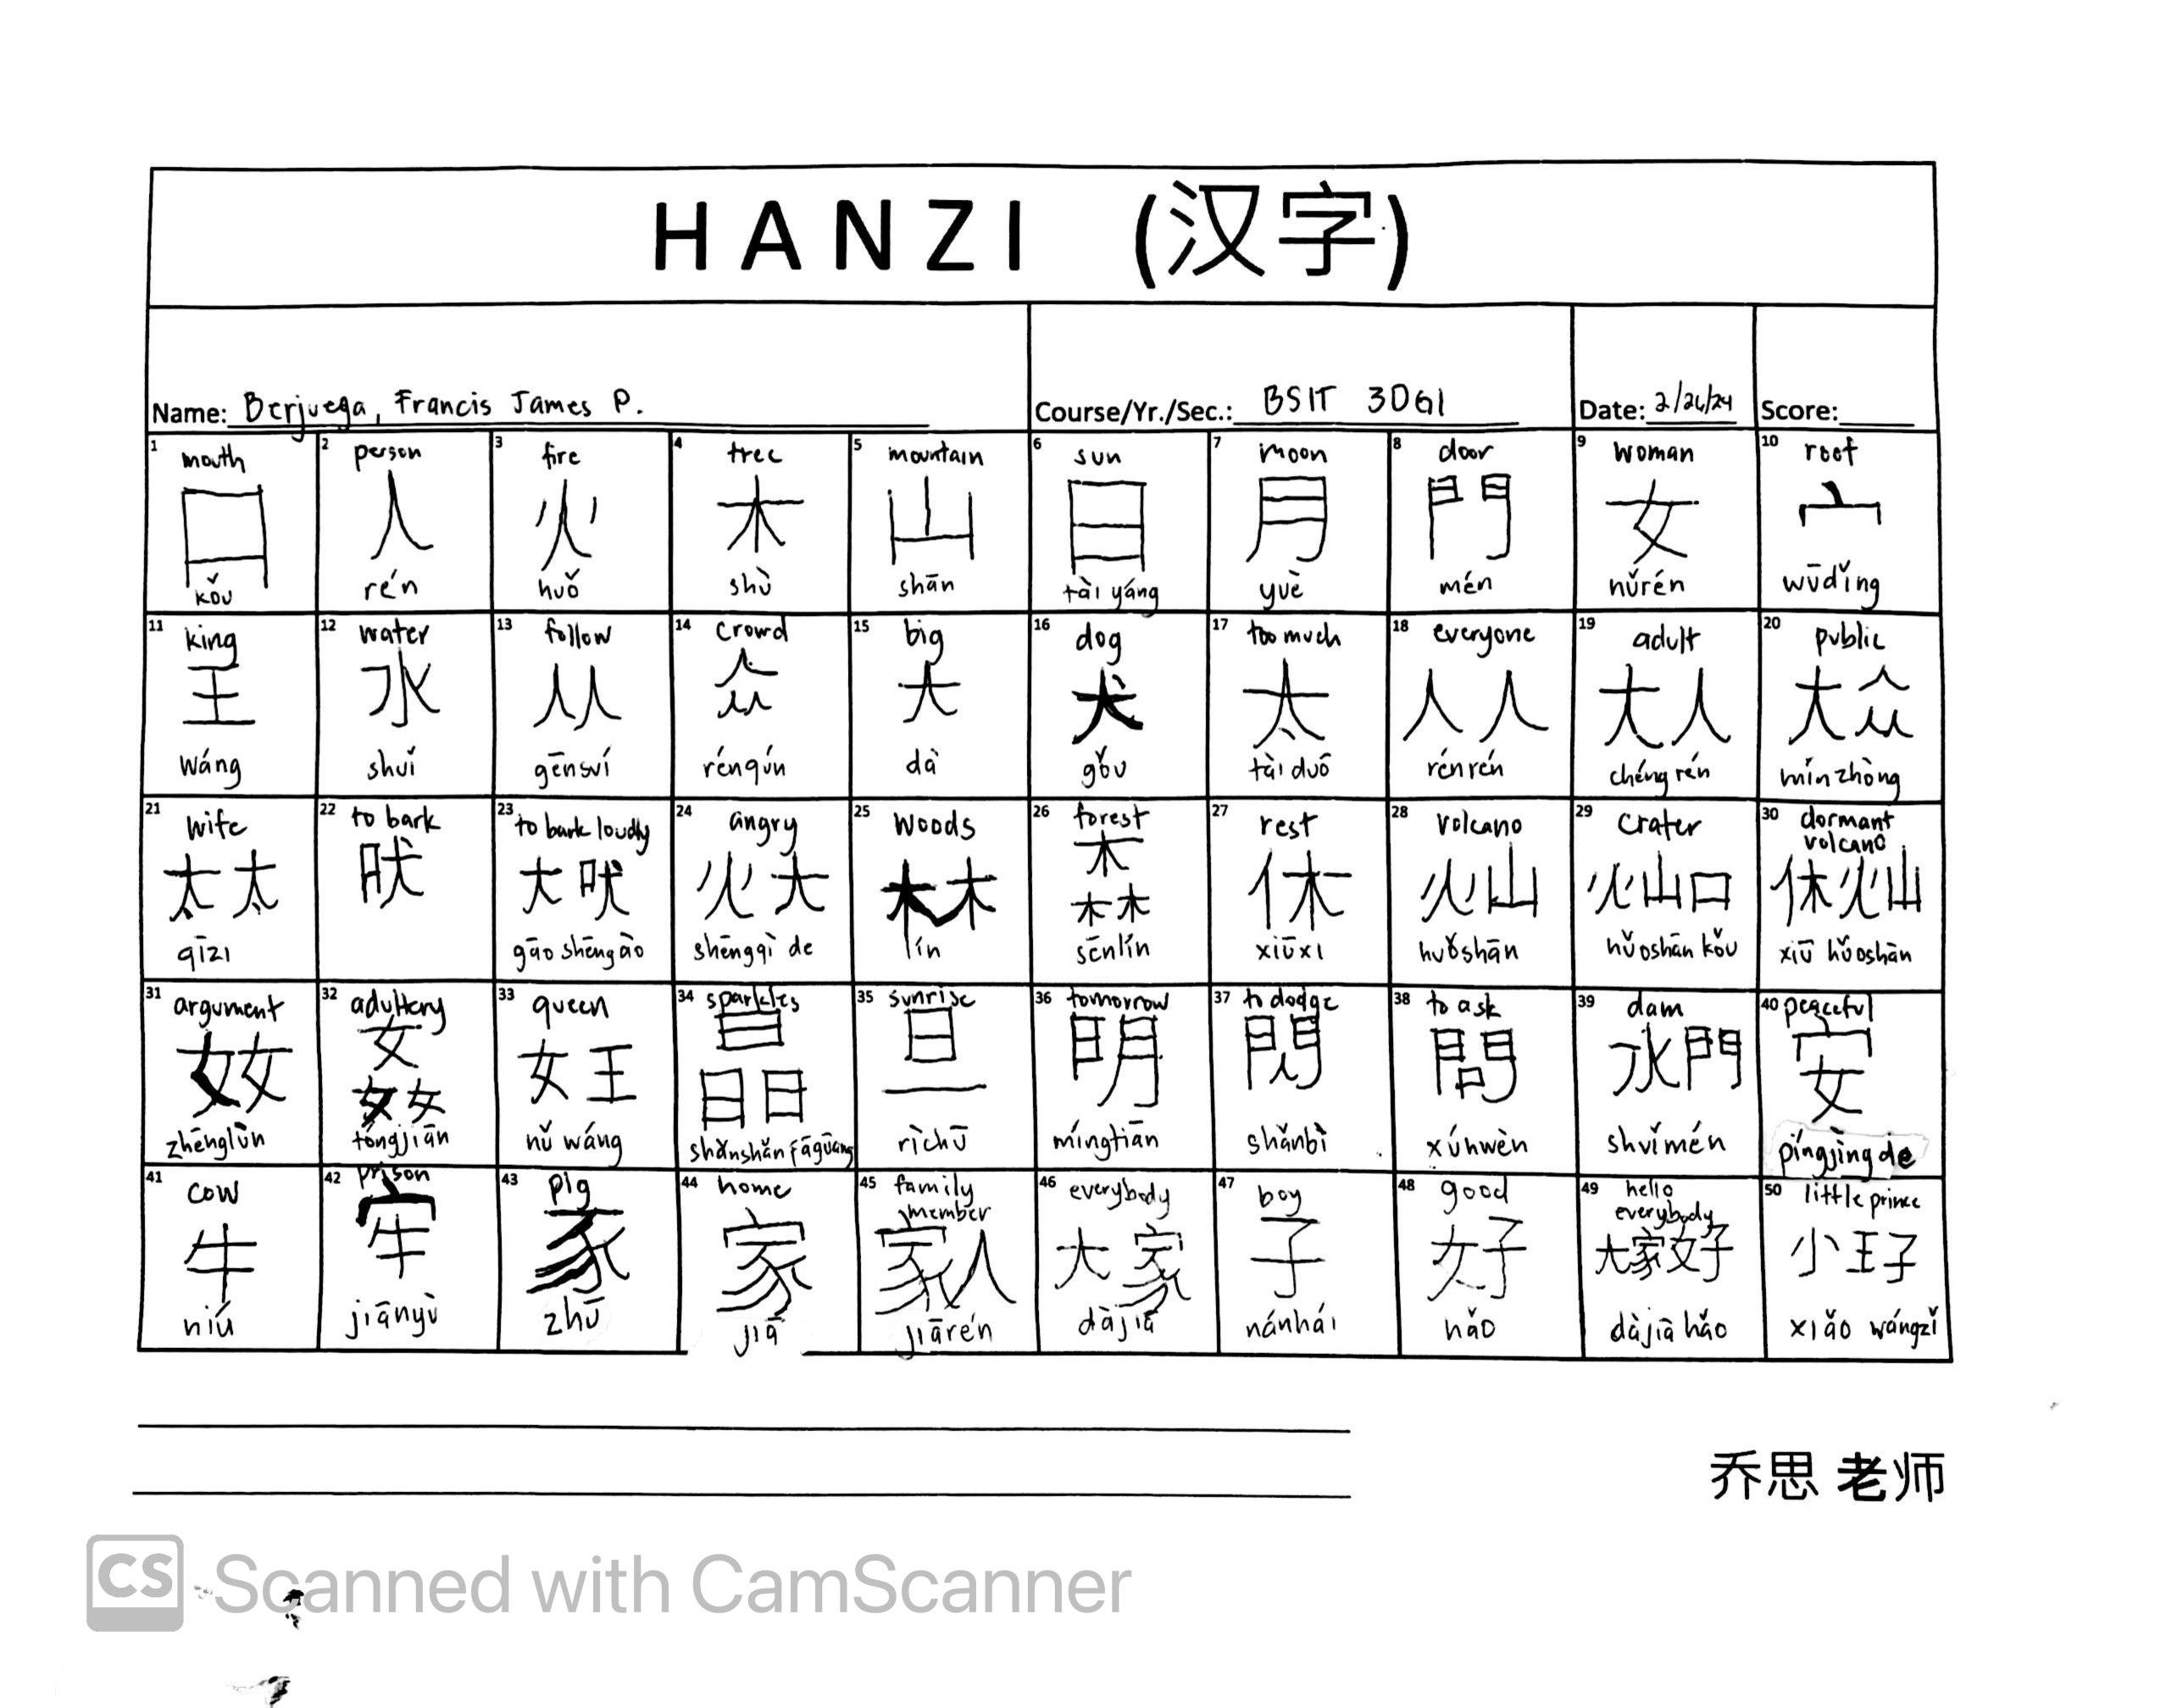 HANZI (汉字)
Name: Berjuega, Francis James P. Course/Yr./Sec.: BSIT 3DG1 Date: 2/26/24 Score:
1 mouth 2 person 3 fire 4 tree 5 mountain 6 sun 7 moon 8 door 9 woman 10 roof
口 人 火 木 山 日 月 門 女 宀
kǒu rén huǒ shù shān tài yáng yuè mén nǚrén wūdǐng
11 king 12 water 13 follow 14 crowd 15 big 16 dog 17 too much 18 everyone 19 adult 20 public
王 水 从 众 大 犬 太 人人 大人 大众
wáng shuǐ gēnsuí rénqún dà gǒu tài duō rénrén chéng rén mínzhòng
21 wife 22 to bark 23 to bark loudly 24 angry 25 woods 26 forest 27 rest 28 volcano 29 crater 30 dormant volcano
太太 吠 大吠 火大 林 森 休 火山 火山口 休火山
qīzi gāo shēng ào shēngqì de lín sēnlín xiūxi huǒshān hǔoshān kǒu xiū hǔoshān
31 argument 32 adultery 33 queen 34 sparkles 35 sunrise 36 tomorrow 37 to dodge 38 to ask 39 dam 40 peaceful
奻 姦 女王 晶 旦 明 閃 問 水門 安
zhēnglùn tōngjiān nǚ wáng shǎnshǎn fāguāng rìchū míngtiān shǎnbì xúnwèn shuǐmén píngjìng de
41 cow 42 prison 43 pig 44 home 45 family member 46 everybody 47 boy 48 good 49 hello everybody 50 little prince
牛 牢 豕 家 家人 大家 子 好 大家好 小王子
niú jiānyù zhū jiā jiārén dàjiā nánhái hǎo dàjiā hǎo xiǎo wángzǐ
乔思 老师
CS Scanned with CamScanner